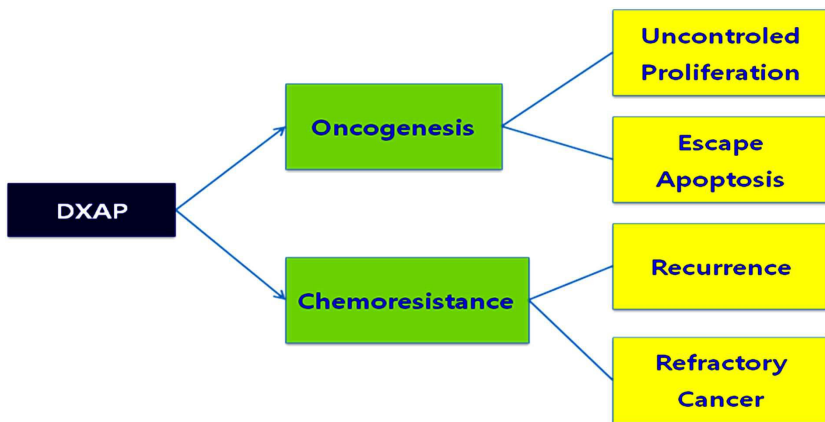 Uncontroled
Proliferation
Oncogenesis
Escape
Apoptosis
DXAP
Recurrence
Chemoresistance
Refractory
Cancer